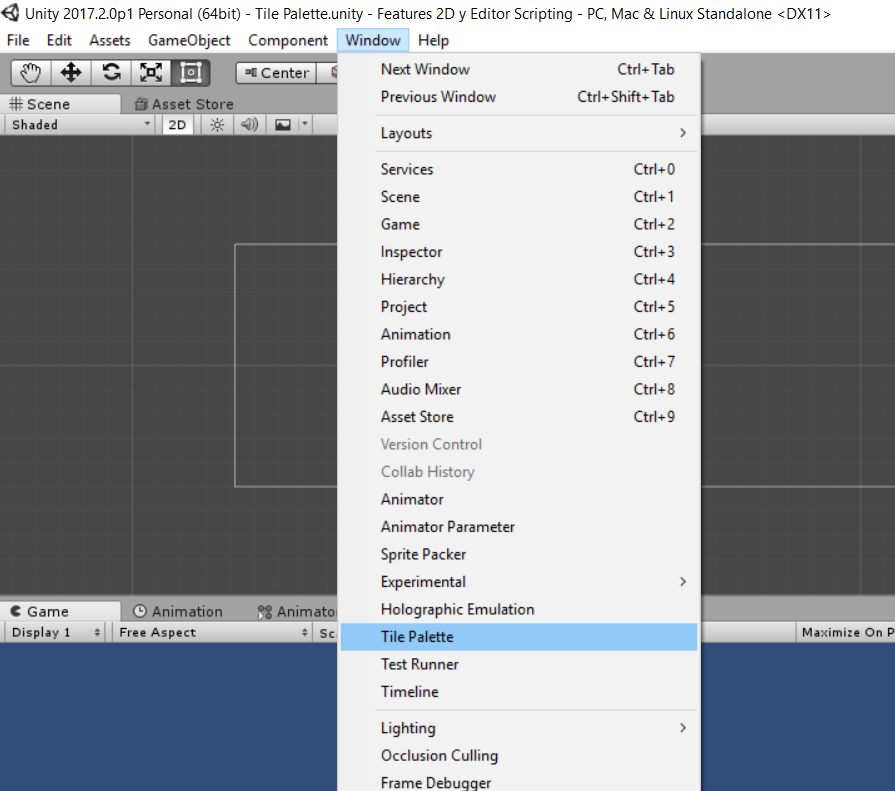 Unity 2017.2.0p1 Personal (64bit) - Tile Palette.unity - Features 2D y Editor Scripting - PC, Mac & Linux Standalone <DX11>
File Edit Assets GameObject Component Window Help
Center
Scene Asset Store
Shaded 2D
Next Window Ctrl+Tab
Previous Window Ctrl+Shift+Tab
Layouts
Services Ctrl+0
Scene Ctrl+1
Game Ctrl+2
Inspector Ctrl+3
Hierarchy Ctrl+4
Project Ctrl+5
Animation Ctrl+6
Profiler Ctrl+7
Audio Mixer Ctrl+8
Asset Store Ctrl+9
Version Control
Collab History
Animator
Animator Parameter
Sprite Packer
Experimental
Holographic Emulation
Tile Palette
Test Runner
Timeline
Lighting
Occlusion Culling
Frame Debugger
Game Animation Animato
Display 1 Free Aspect Sc Maximize On P